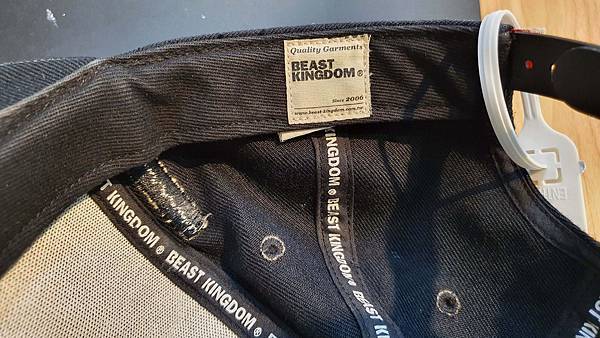 Quality Garments
BEAST
KINGDOM®
Since 2006
www.beast-kingdom.com.tw
KINGDOM® BEAST KINGDOM®
KINGDOM® BEAST KINGDOM®
BEAST